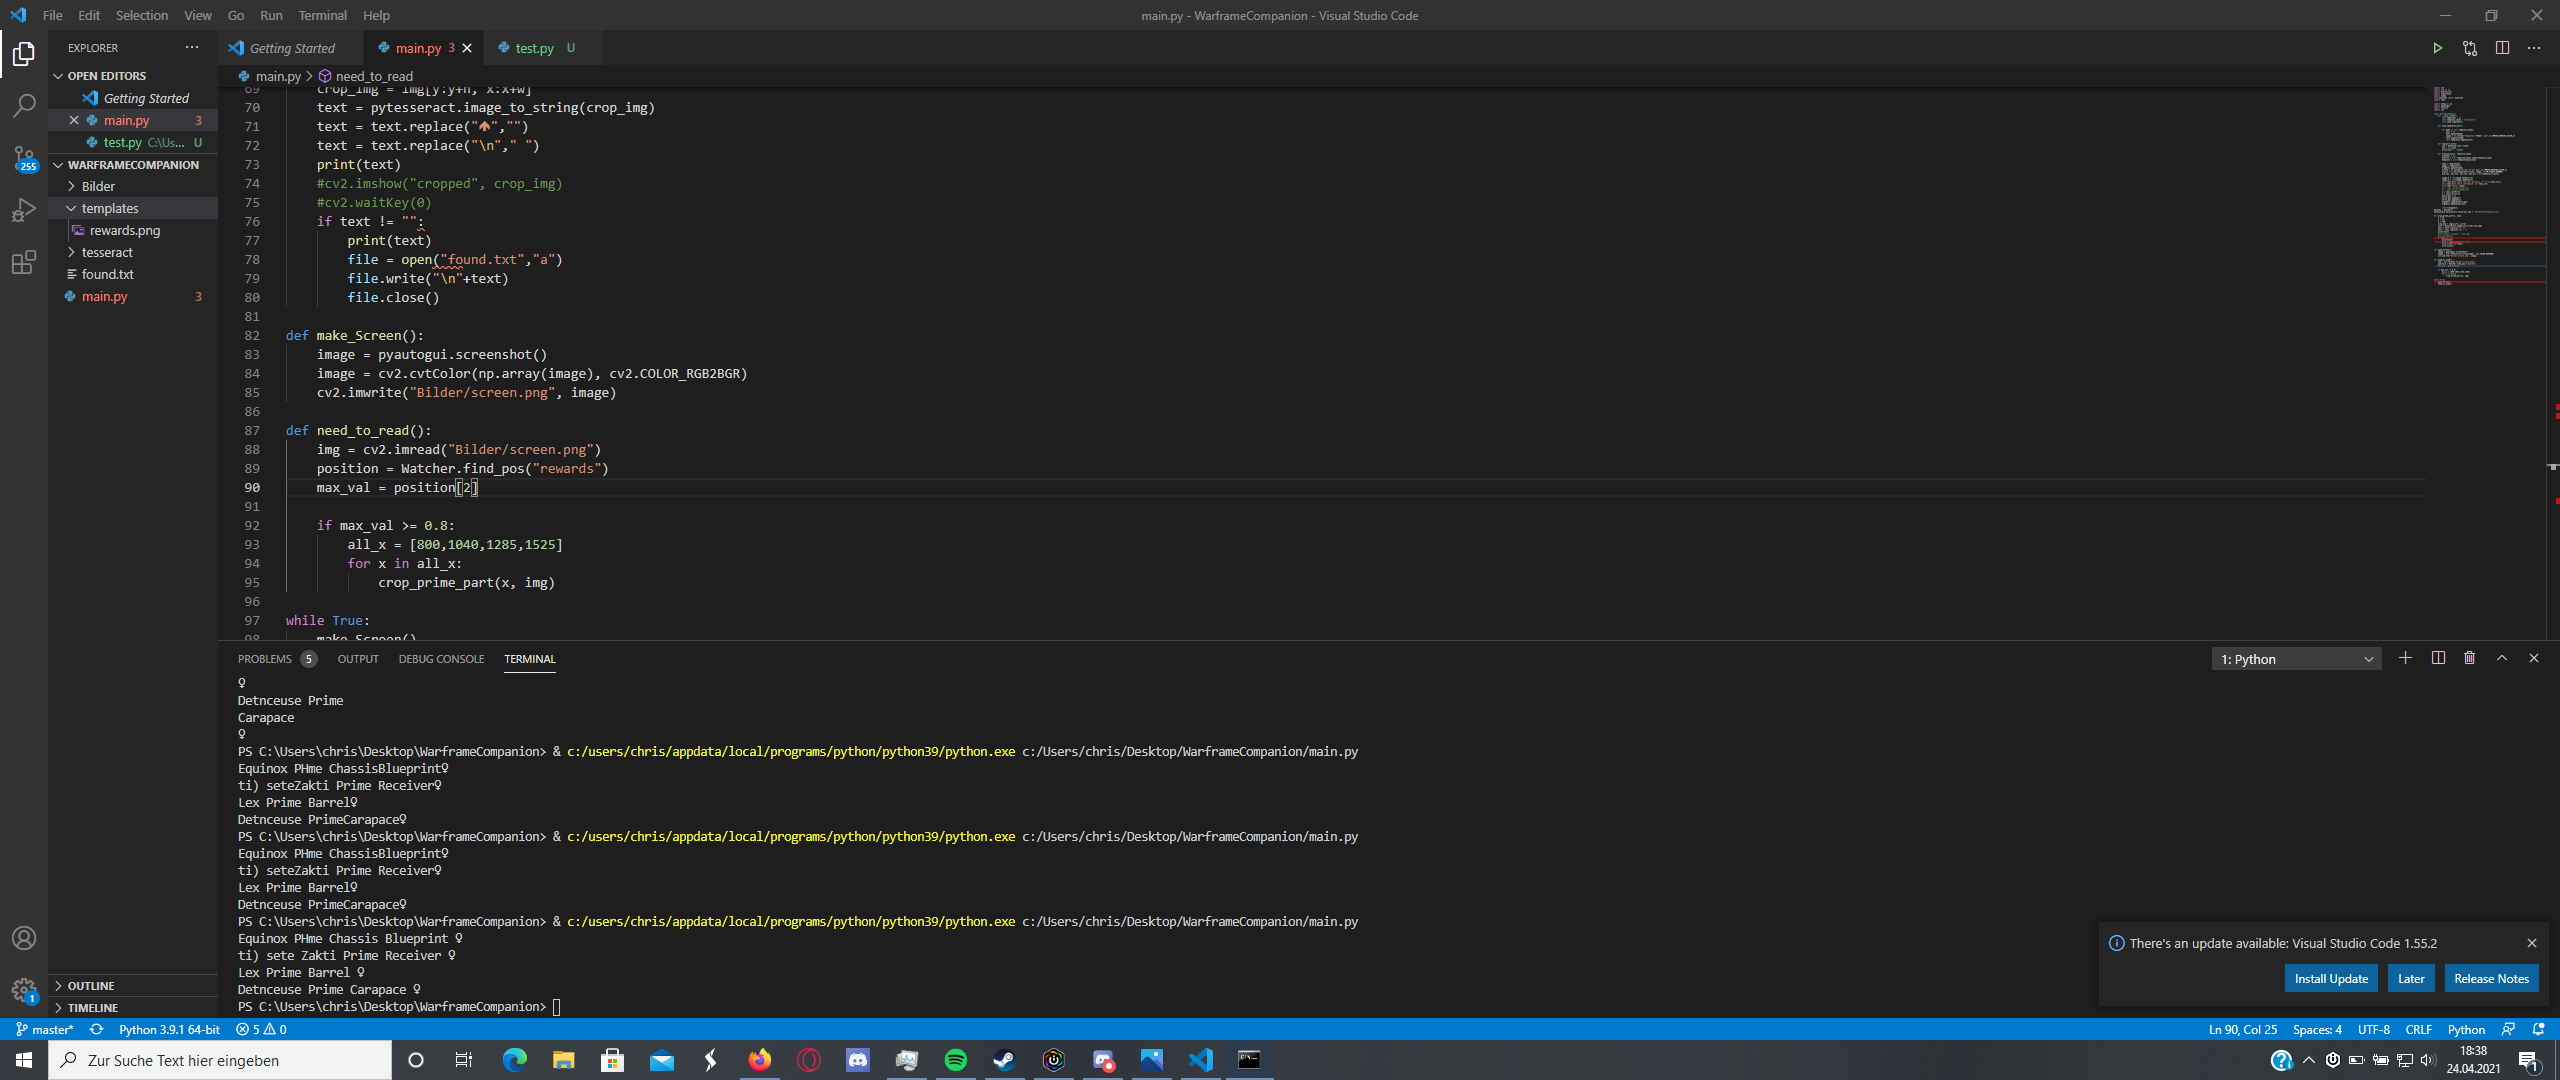 File Edit Selection View Go Run Terminal Help
main.py - WarframeCompanion - Visual Studio Code
EXPLORER
OPEN EDITORS
Getting Started
main.py 3
test.py C:\Us... U
WARFRAMECOMPANION
Bilder
templates
rewards.png
tesseract
found.txt
main.py 3
OUTLINE
TIMELINE
255
1
Getting Started main.py 3 test.py U
main.py > need_to_read
69 crop_img = img[y:y+h, x:x+w]
70 text = pytesseract.image_to_string(crop_img)
71 text = text.replace("","")
72 text = text.replace("\n"," ")
73 print(text)
74 #cv2.imshow("cropped", crop_img)
75 #cv2.waitKey(0)
76 if text != "":
77 print(text)
78 file = open("found.txt","a")
79 file.write("\n"+text)
80 file.close()
81
82 def make_Screen():
83 image = pyautogui.screenshot()
84 image = cv2.cvtColor(np.array(image), cv2.COLOR_RGB2BGR)
85 cv2.imwrite("Bilder/screen.png", image)
86
87 def need_to_read():
88 img = cv2.imread("Bilder/screen.png")
89 position = Watcher.find_pos("rewards")
90 max_val = position[2]
91
92 if max_val >= 0.8:
93 all_x = [800,1040,1285,1525]
94 for x in all_x:
95 crop_prime_part(x, img)
96
97 while True:
98 make_Screen()
PROBLEMS 5 OUTPUT DEBUG CONSOLE TERMINAL
1: Python
♀
Detnceuse Prime
Carapace
♀
PS C:\Users\chris\Desktop\WarframeCompanion> & c:/users/chris/appdata/local/programs/python/python39/python.exe c:/Users/chris/Desktop/WarframeCompanion/main.py
Equinox PHme ChassisBlueprint♀
ti) seteZakti Prime Receiver♀
Lex Prime Barrel♀
Detnceuse PrimeCarapace♀
PS C:\Users\chris\Desktop\WarframeCompanion> & c:/users/chris/appdata/local/programs/python/python39/python.exe c:/Users/chris/Desktop/WarframeCompanion/main.py
Equinox PHme ChassisBlueprint♀
ti) seteZakti Prime Receiver♀
Lex Prime Barrel♀
Detnceuse PrimeCarapace♀
PS C:\Users\chris\Desktop\WarframeCompanion> & c:/users/chris/appdata/local/programs/python/python39/python.exe c:/Users/chris/Desktop/WarframeCompanion/main.py
Equinox PHme Chassis Blueprint ♀
ti) sete Zakti Prime Receiver ♀
Lex Prime Barrel ♀
Detnceuse Prime Carapace ♀
PS C:\Users\chris\Desktop\WarframeCompanion>
There's an update available: Visual Studio Code 1.55.2
Install Update Later Release Notes
master* Python 3.9.1 64-bit 5 0
Ln 90, Col 25 Spaces: 4 UTF-8 CRLF Python
Zur Suche Text hier eingeben
18:38
24.04.2021
1